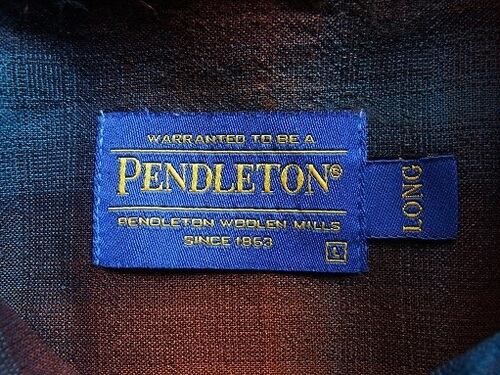 WARRANTED TO BE A
PENDLETON®
PENDLETON WOOLEN MILLS
SINCE 1863
LONG